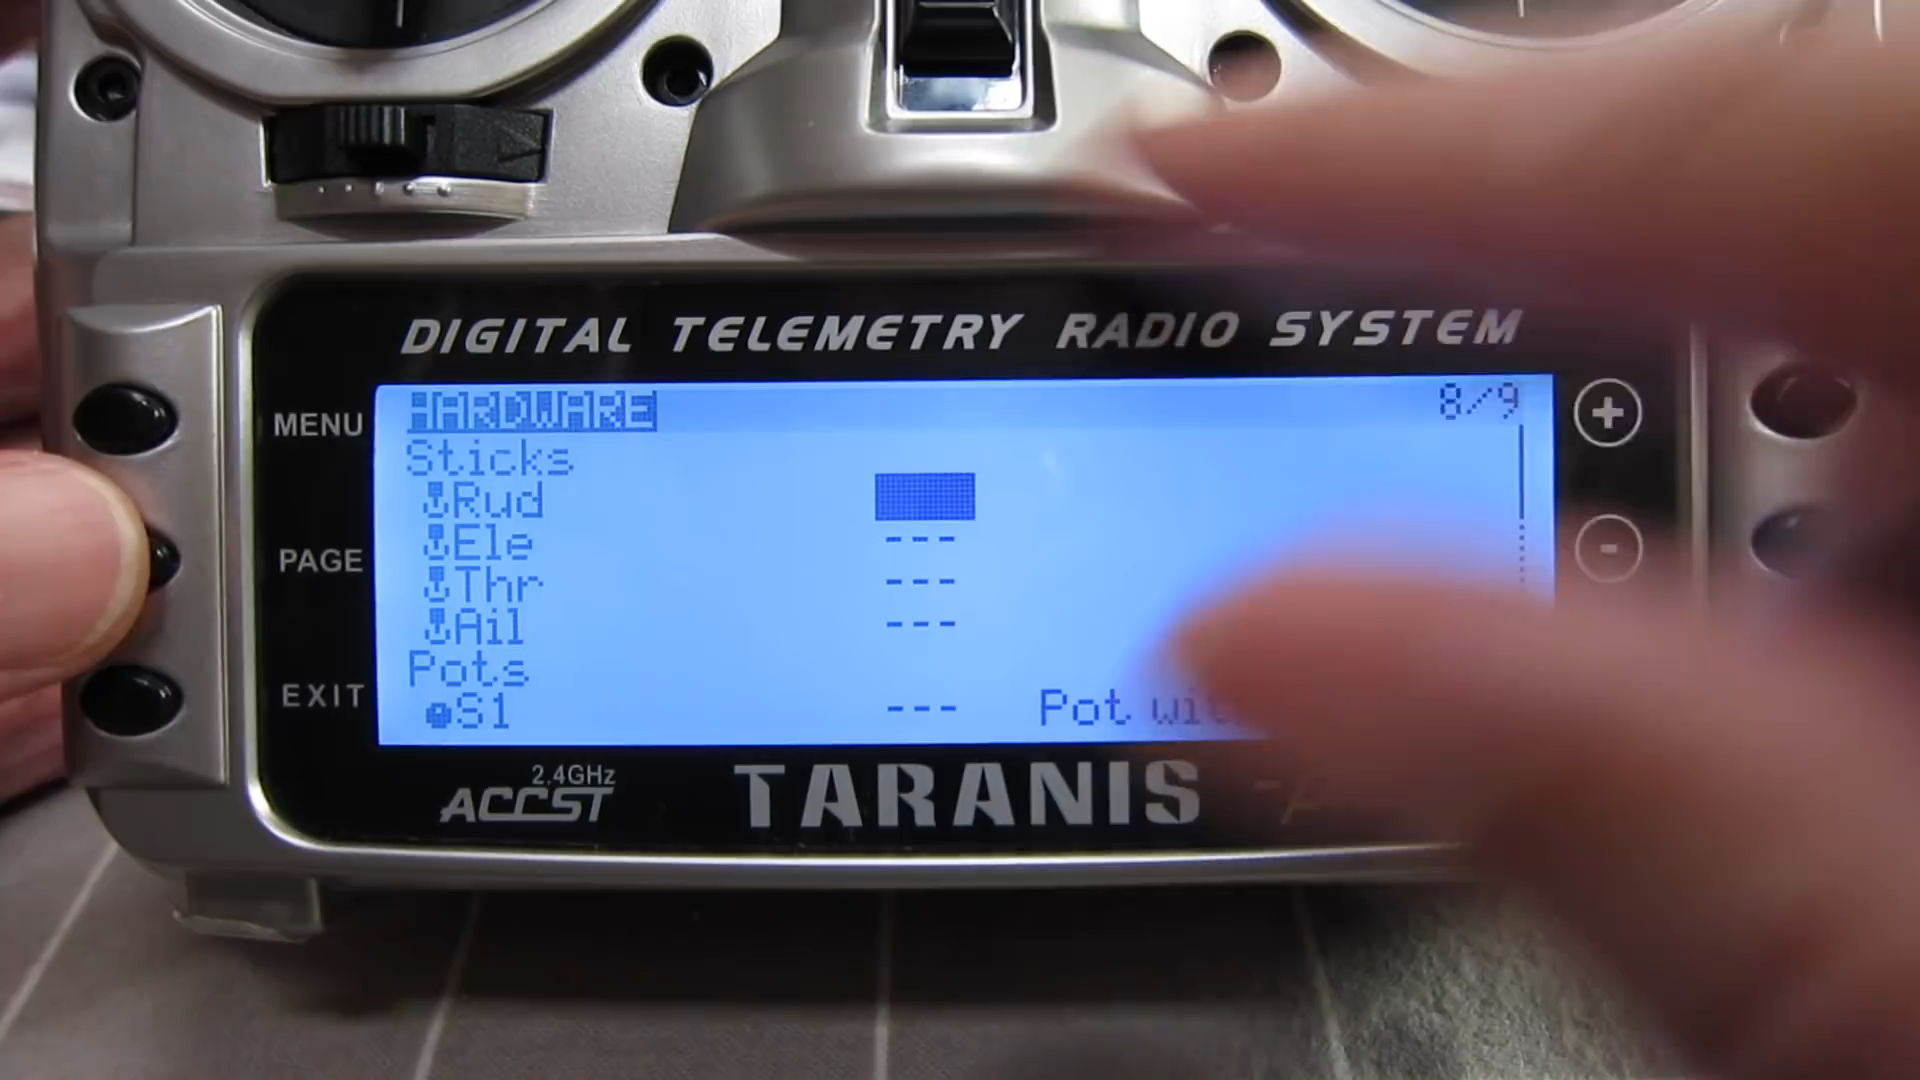 DIGITAL TELEMETRY RADIO SYSTEM
MENU
PAGE
EXIT
HARDWARE 8/9
Sticks
Rud
Ele ---
Thr ---
Ail ---
Pots
S1 --- Pot
+
-
2.4GHz
ACCST
TARANIS